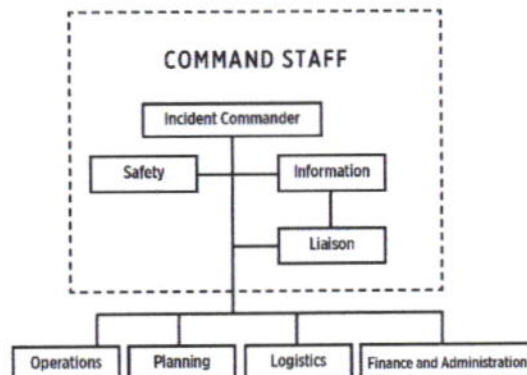 COMMAND STAFF
Incident Commander
Safety
Information
Liaison
Operations
Planning
Logistics
Finance and Administration